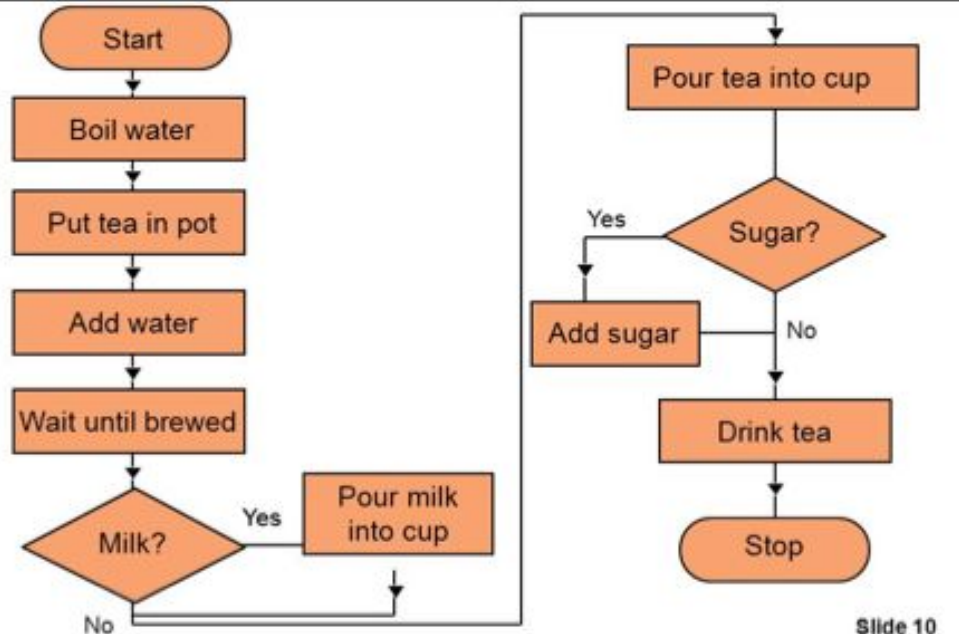 Start
Boil water
Put tea in pot
Add water
Wait until brewed
Milk?
Yes
Pour milk
into cup
No
Pour tea into cup
Sugar?
Yes
Add sugar
No
Drink tea
Stop
Slide 10